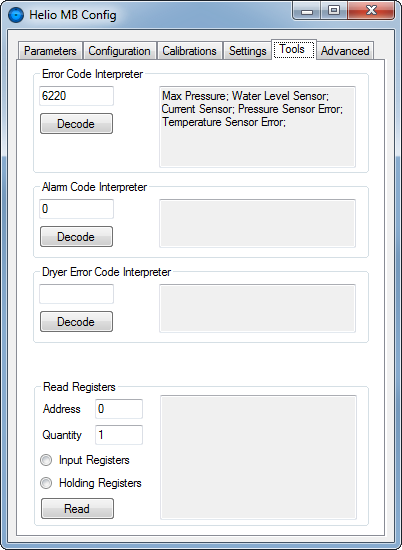 Helio MB Config
Parameters Configuration Calibrations Settings Tools Advanced
Error Code Interpreter
6220
Decode
Max Pressure; Water Level Sensor;
Current Sensor; Pressure Sensor Error;
Temperature Sensor Error;
Alarm Code Interpreter
0
Decode
Dryer Error Code Interpreter
Decode
Read Registers
Address 0
Quantity 1
Input Registers
Holding Registers
Read